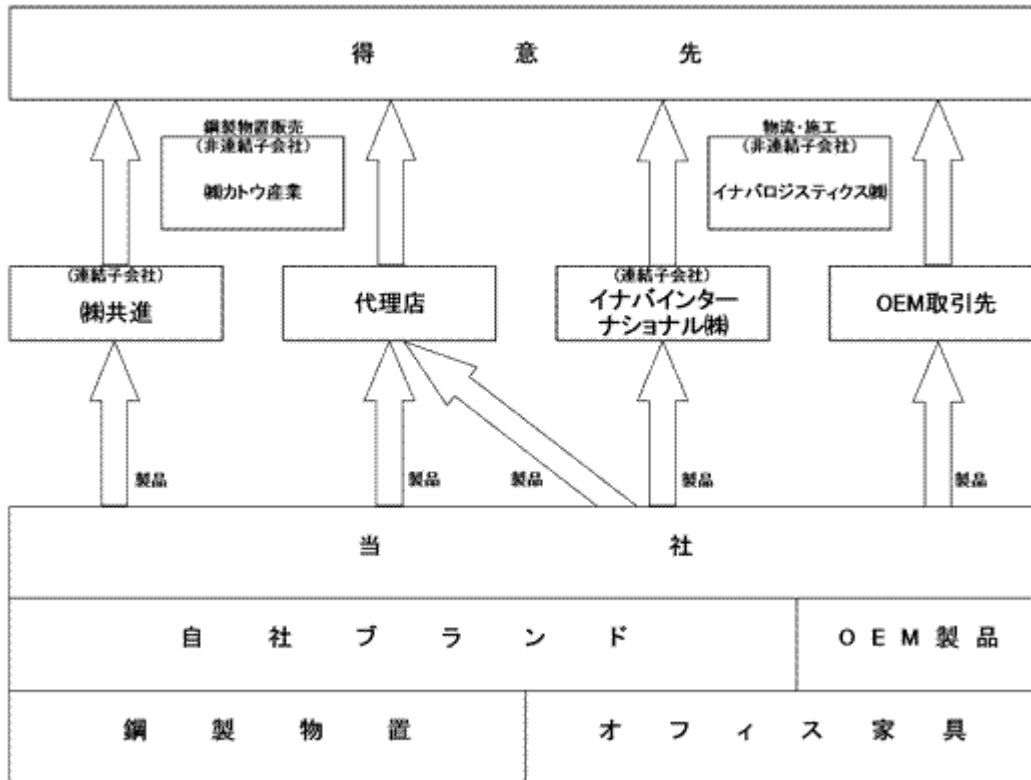 得意先
鋼製物置販売
(非連結子会社)
㈱カトウ産業
物流・施工
(非連結子会社)
イナバロジスティクス㈱
(連結子会社)
㈱共進
代理店
(連結子会社)
イナバインター
ナショナル㈱
OEM取引先
製品
製品
製品
製品
製品
当社
自社ブランド
OEM製品
鋼製物置
オフィス家具